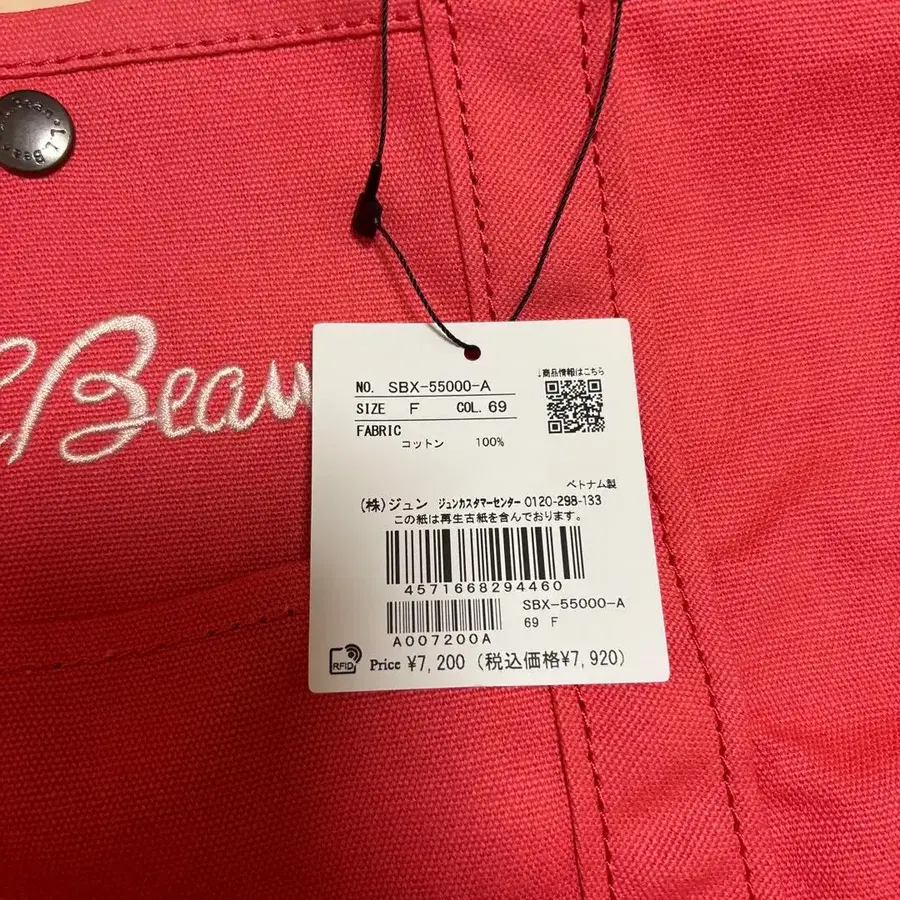 L.L.Bean.
Bean
NO. SBX-55000-A
SIZE F COL. 69
FABRIC
コットン 100%
↓商品情報はこちら
ベトナム製
(株)ジュン ジュンカスタマーセンター 0120-298-133
この紙は再生古紙を含んでおります。
4571668294460
A007200A
SBX-55000-A
69 F
RFID
Price ¥7,200 (税込価格¥7,920)